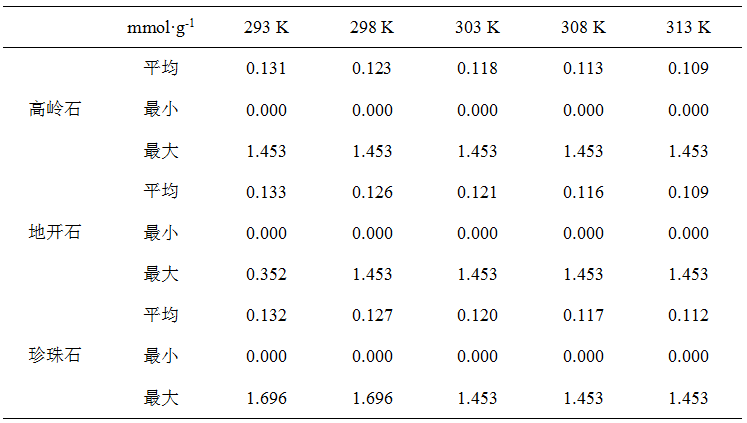 mmol·g-1 293 K 298 K 303 K 308 K 313 K
平均 0.131 0.123 0.118 0.113 0.109
高岭石 最小 0.000 0.000 0.000 0.000 0.000
最大 1.453 1.453 1.453 1.453 1.453
平均 0.133 0.126 0.121 0.116 0.109
地开石 最小 0.000 0.000 0.000 0.000 0.000
最大 0.352 1.453 1.453 1.453 1.453
平均 0.132 0.127 0.120 0.117 0.112
珍珠石 最小 0.000 0.000 0.000 0.000 0.000
最大 1.696 1.696 1.453 1.453 1.453